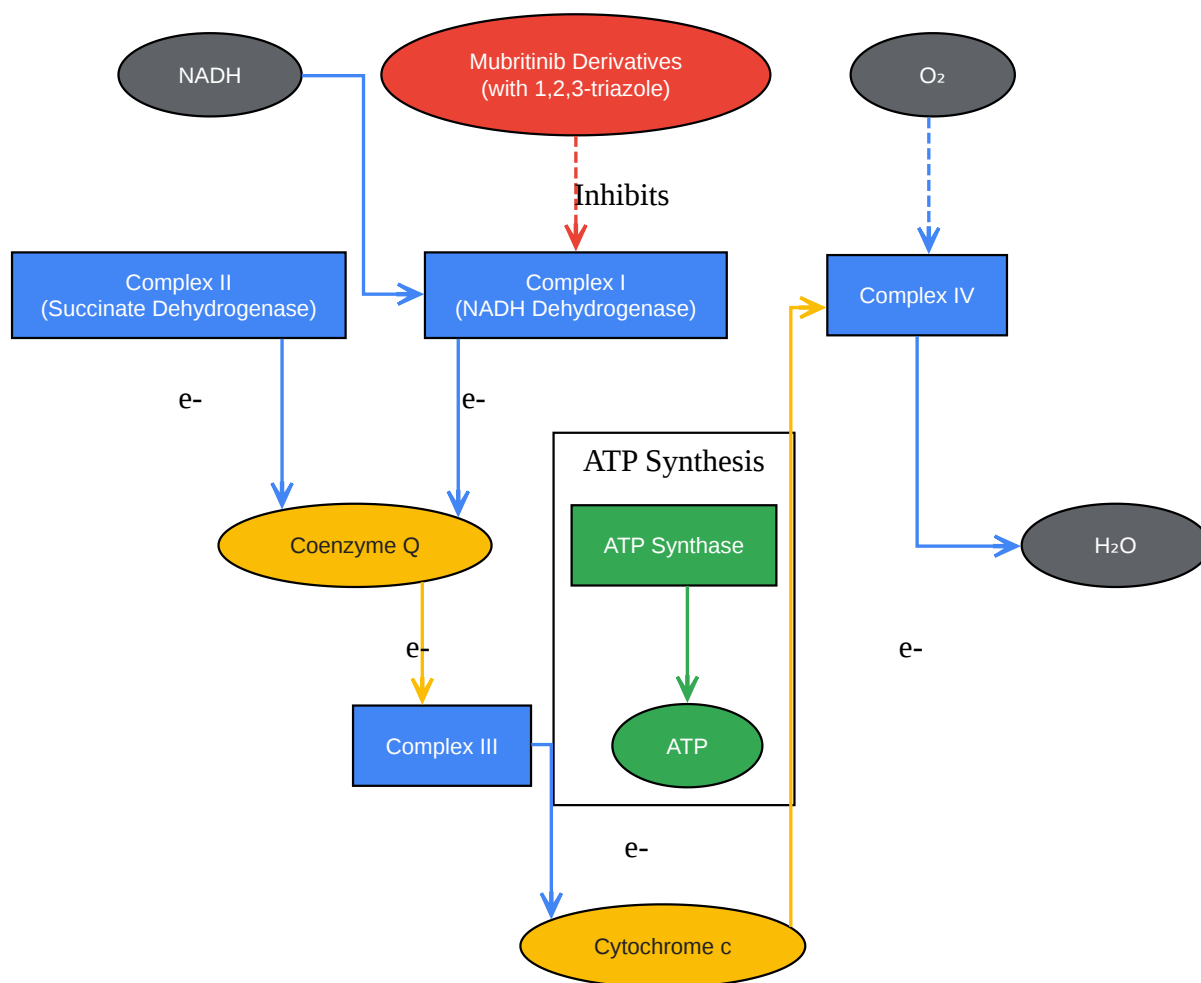 NADH
Mubritinib Derivatives
(with 1,2,3-triazole)
O₂
Inhibits
Complex II
(Succinate Dehydrogenase)
Complex I
(NADH Dehydrogenase)
Complex IV
e-
e-
ATP Synthesis
Coenzyme Q
ATP Synthase
H₂O
e-
e-
Complex III
ATP
e-
Cytochrome c